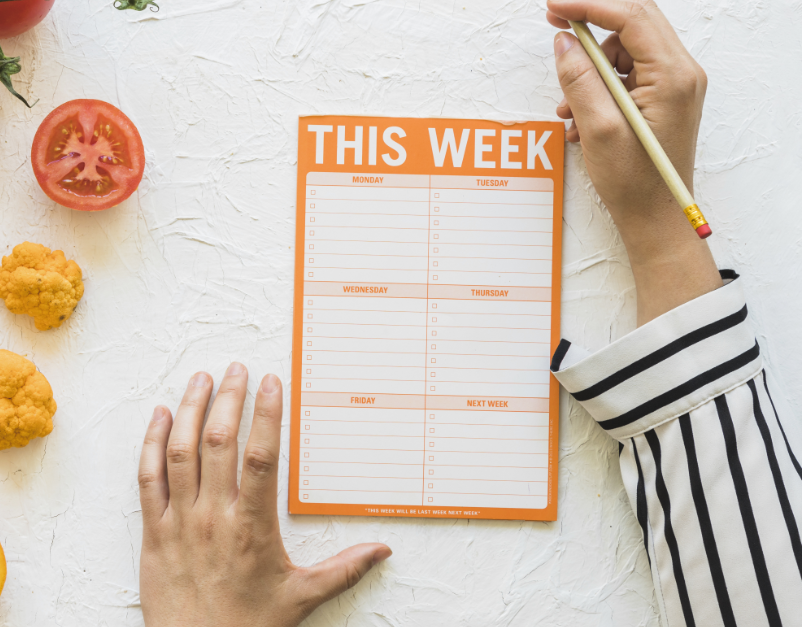 THIS WEEK
MONDAY TUESDAY
WEDNESDAY THURSDAY
FRIDAY NEXT WEEK
"THIS WEEK WILL BE LAST WEEK NEXT WEEK"